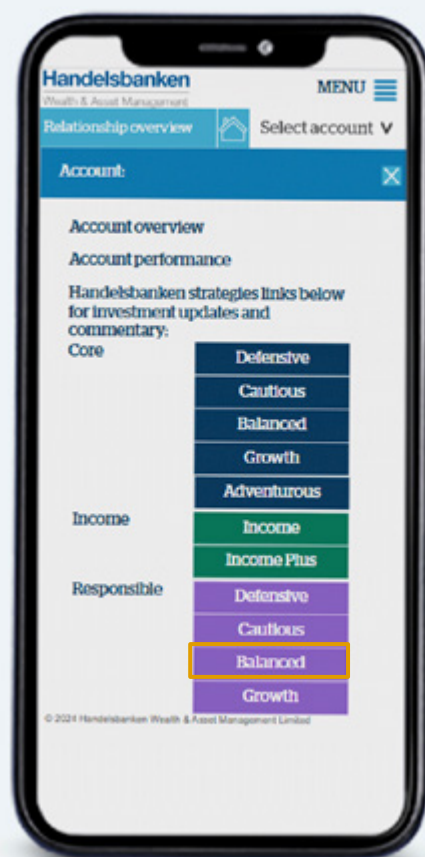 Handelsbanken
Wealth & Asset Management
MENU
Relationship overview
Select account
Account:
Account overview
Account performance
Handelsbanken strategies links below
for investment updates and
commentary:
Core
Defensive
Cautious
Balanced
Growth
Adventurous
Income
Income
Income Plus
Responsible
Defensive
Cautious
Balanced
Growth
© 2024 Handelsbanken Wealth & Asset Management Limited